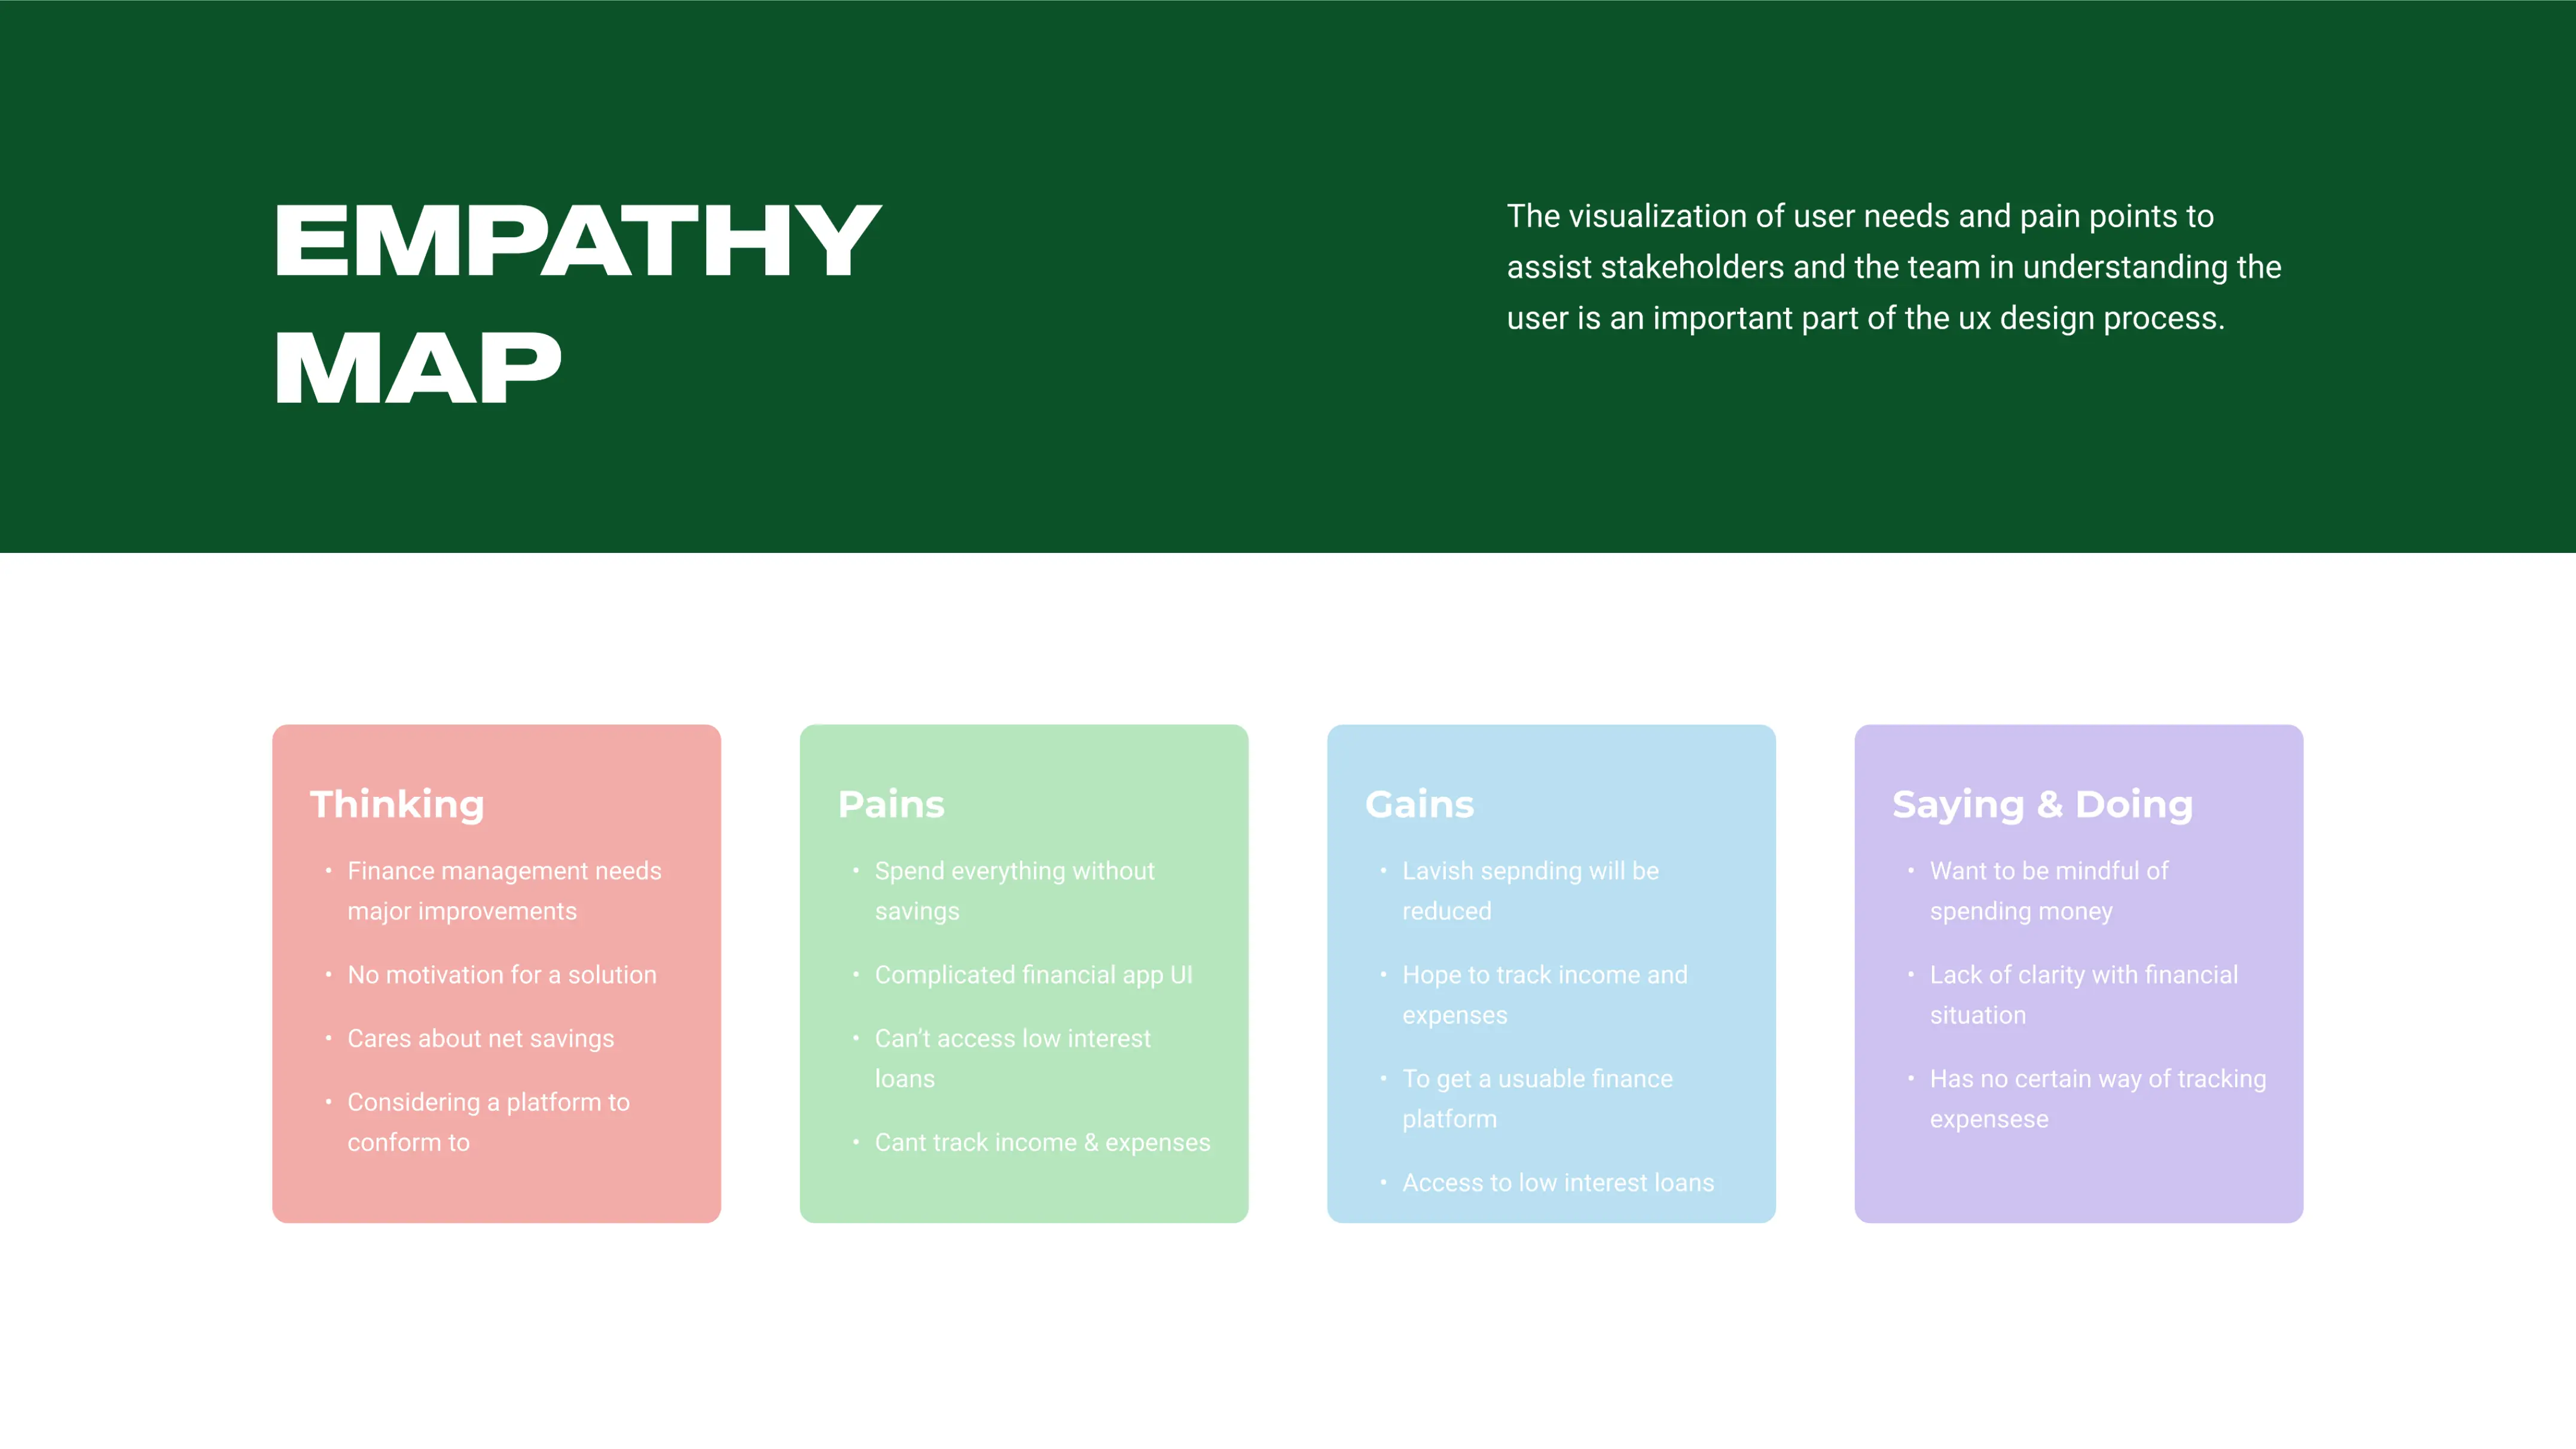 EMPATHY
MAP
The visualization of user needs and pain points to
assist stakeholders and the team in understanding the
user is an important part of the ux design process.
Thinking
• Finance management needs
major improvements
• No motivation for a solution
• Cares about net savings
• Considering a platform to
conform to
Pains
• Spend everything without
savings
• Complicated financial app UI
• Can’t access low interest
loans
• Cant track income & expenses
Gains
• Lavish sepnding will be
reduced
• Hope to track income and
expenses
• To get a usuable finance
platform
• Access to low interest loans
Saying & Doing
• Want to be mindful of
spending money
• Lack of clarity with financial
situation
• Has no certain way of tracking
expensese